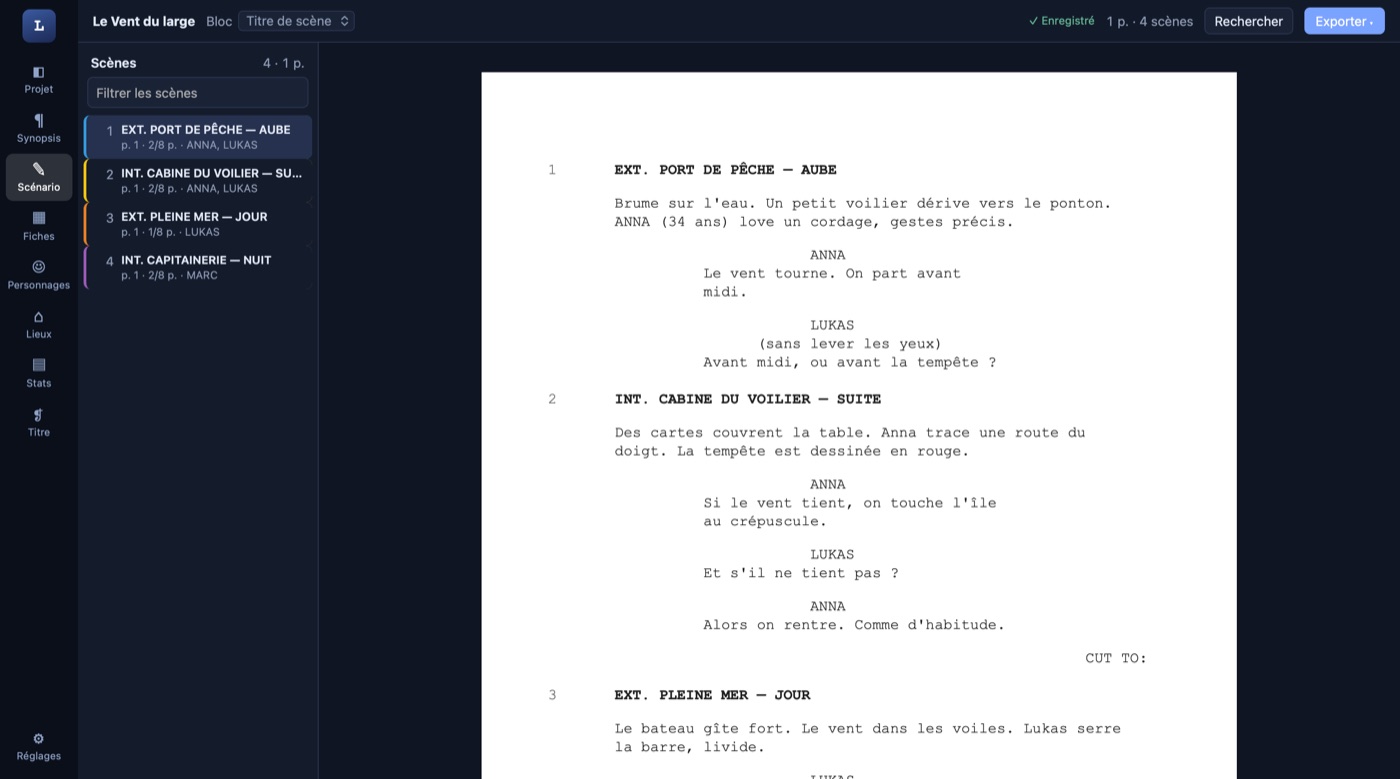 L
Le Vent du large
Bloc
Titre de scène
✓ Enregistré
1 p. · 4 scènes
Rechercher
Exporter
Projet
Synopsis
Scénario
Fiches
Personnages
Lieux
Stats
Titre
Réglages
Scènes
4 · 1 p.
Filtrer les scènes
1 EXT. PORT DE PÊCHE — AUBE
p. 1 · 2/8 p. · ANNA, LUKAS
2 INT. CABINE DU VOILIER — SU...
p. 1 · 2/8 p. · ANNA, LUKAS
3 EXT. PLEINE MER — JOUR
p. 1 · 1/8 p. · LUKAS
4 INT. CAPITAINERIE — NUIT
p. 1 · 2/8 p. · MARC
1 EXT. PORT DE PÊCHE — AUBE
Brume sur l'eau. Un petit voilier dérive vers le ponton.
ANNA (34 ans) love un cordage, gestes précis.
ANNA
Le vent tourne. On part avant
midi.
LUKAS
(sans lever les yeux)
Avant midi, ou avant la tempête ?
2 INT. CABINE DU VOILIER — SUITE
Des cartes couvrent la table. Anna trace une route du
doigt. La tempête est dessinée en rouge.
ANNA
Si le vent tient, on touche l'île
au crépuscule.
LUKAS
Et s'il ne tient pas ?
ANNA
Alors on rentre. Comme d'habitude.
CUT TO:
3 EXT. PLEINE MER — JOUR
Le bateau gîte fort. Le vent dans les voiles. Lukas serre
la barre, livide.
LUKAS